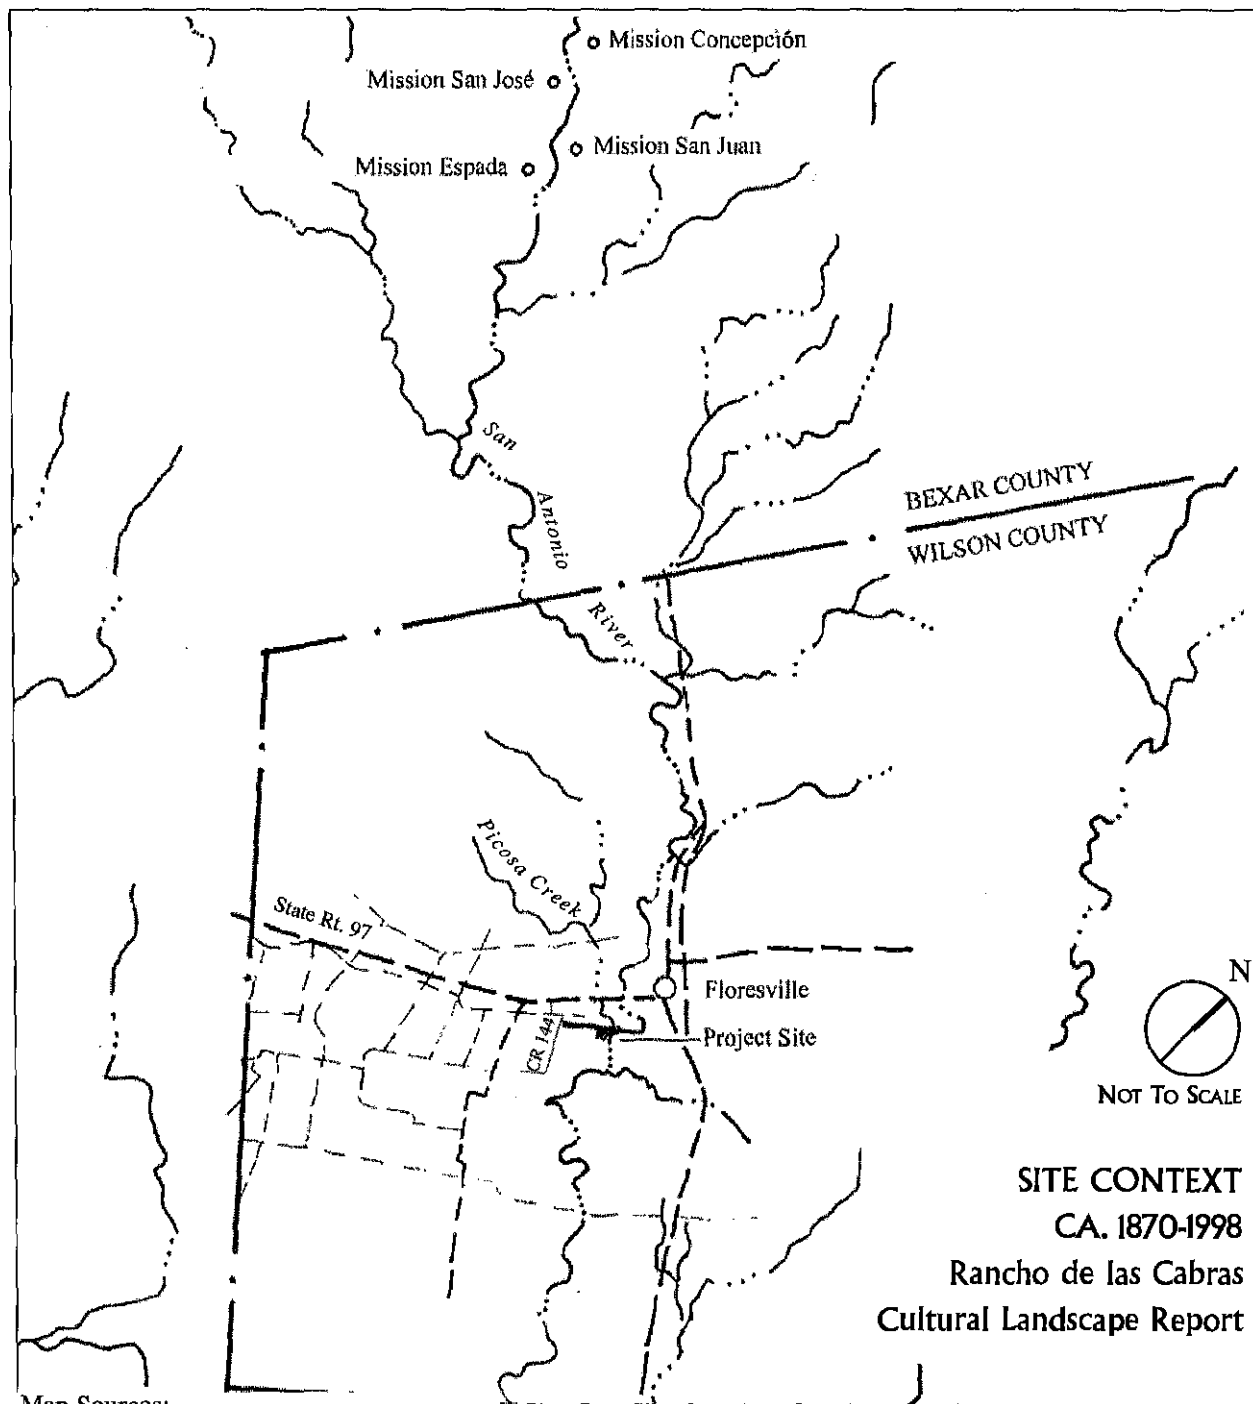 Mission Concepción
Mission San José
Mission San Juan
Mission Espada
San
Antonio
River
BEXAR COUNTY
WILSON COUNTY
Picosa Creek
State Rt. 97
N
Floresville
CR 144
Project Site
NOT TO SCALE
SITE CONTEXT
CA. 1870-1998
Rancho de las Cabras
Cultural Landscape Report
Map Sources: